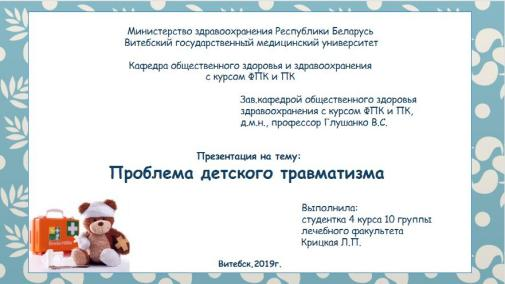 Министерство здравоохранения Республики Беларусь
Витебский государственный медицинский университет
Кафедра общественного здоровья и здравоохранения
с курсом ФПК и ПК
Зав.кафедрой общественного здоровья
здравоохранения с курсом ФПК и ПК,
д.м.н., профессор Глушанко В.С.
Презентация на тему:
Проблема детского травматизма
Выполнила:
студентка 4 курса 10 группы
лечебного факультета
Крицкая Л.П.
Витебск,2019г.